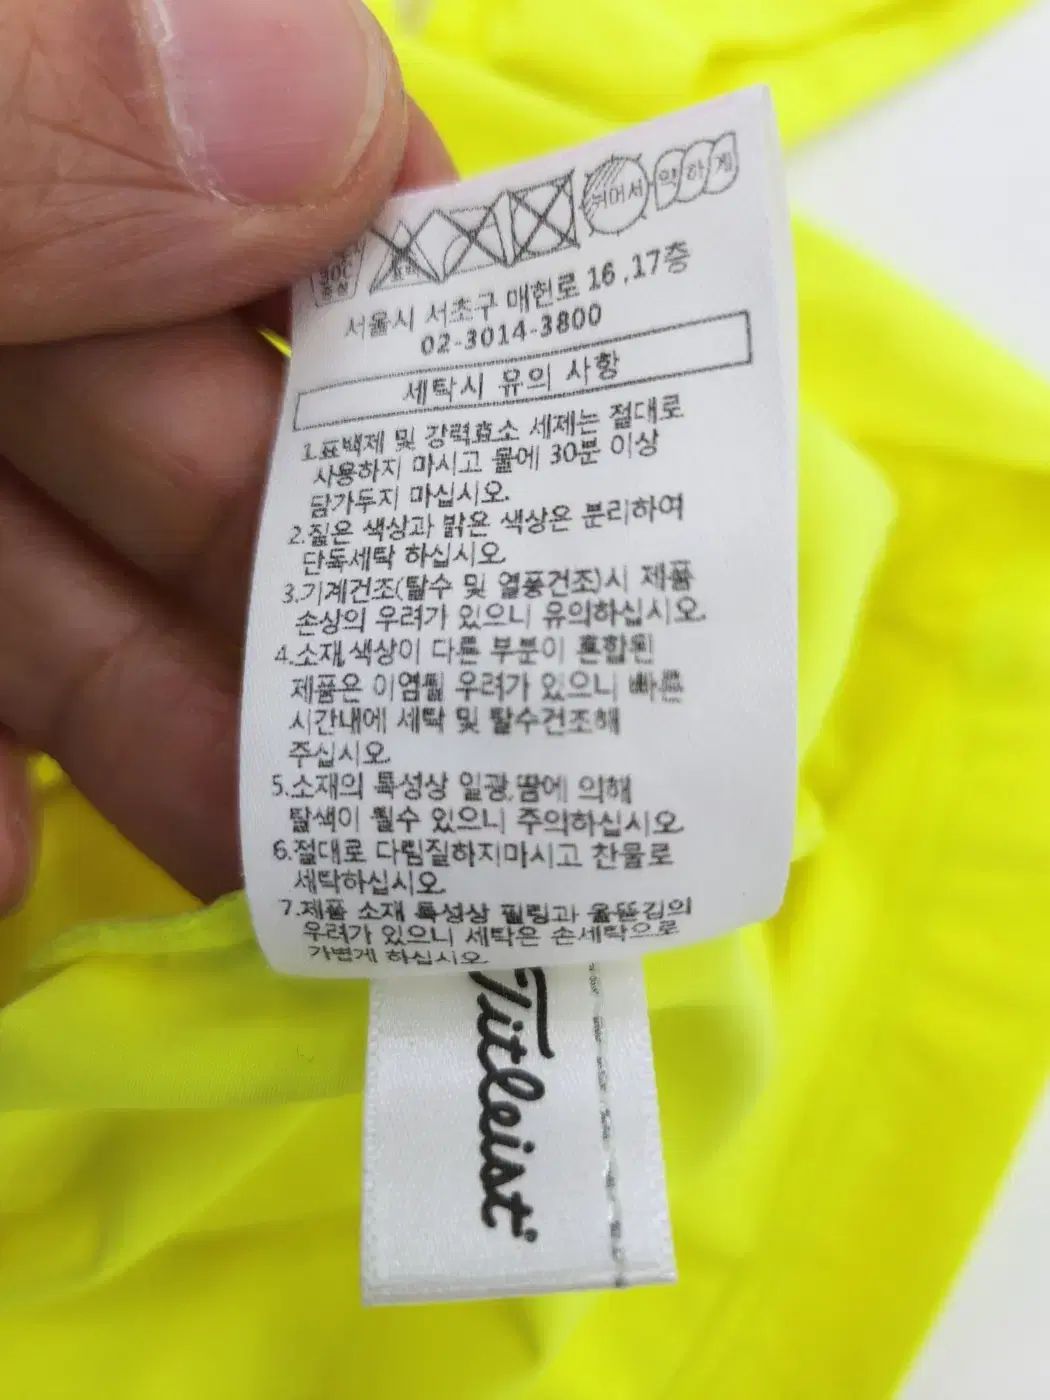 30C
중성
표백
뉘어서 약하게
서울시 서초구 매헌로 16,17층
02-3014-3800
세탁시 유의 사항
1.표백제 및 강력효소 세제는 절대로
사용하지 마시고 물에 30분 이상
담가두지 마십시오.
2.짙은 색상과 밝은 색상은 분리하여
단독세탁 하십시오.
3.기계건조(탈수 및 열풍건조)시 제품
손상의 우려가 있으니 유의하십시오.
4.소재,색상이 다른 부분이 혼합된
제품은 이염될 우려가 있으니 빠른
시간내에 세탁 및 탈수건조해
주십시오.
5.소재의 특성상 일광,땀에 의해
탈색이 될수 있으니 주의하십시오.
6.절대로 다림질하지마시고 찬물로
세탁하십시오.
7.제품 소재 특성상 필링과 올뜯김의
우려가 있으니 세탁은 손세탁으로
가볍게 하십시오.
Titleist